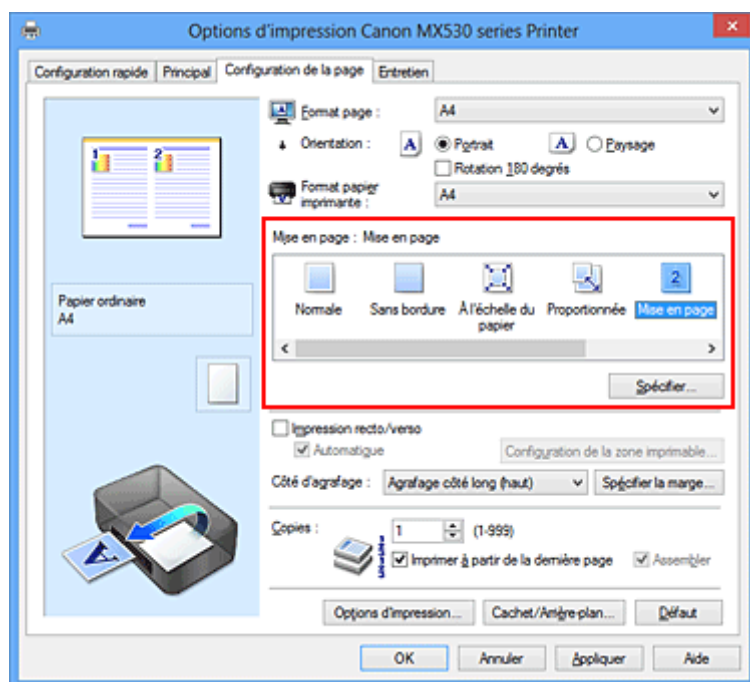 Options d'impression Canon MX530 series Printer
Configuration rapide Principal Configuration de la page Entretien
Format page : A4
Orientation : A Portrait A Paysage
Rotation 180 degrés
Format papier imprimante : A4
1 2
Papier ordinaire
A4
Mise en page : Mise en page
2
Normale Sans bordure À l'échelle du papier Proportionnée Mise en page
Spécifier...
Impression recto/verso
Automatique Configuration de la zone imprimable...
Côté d'agrafage : Agrafage côté long (haut) Spécifier la marge...
Copies : 1 (1-999)
Imprimer à partir de la dernière page Assembler
A
Options d'impression... Cachet/Arrière-plan... Défaut
OK Annuler Appliquer Aide